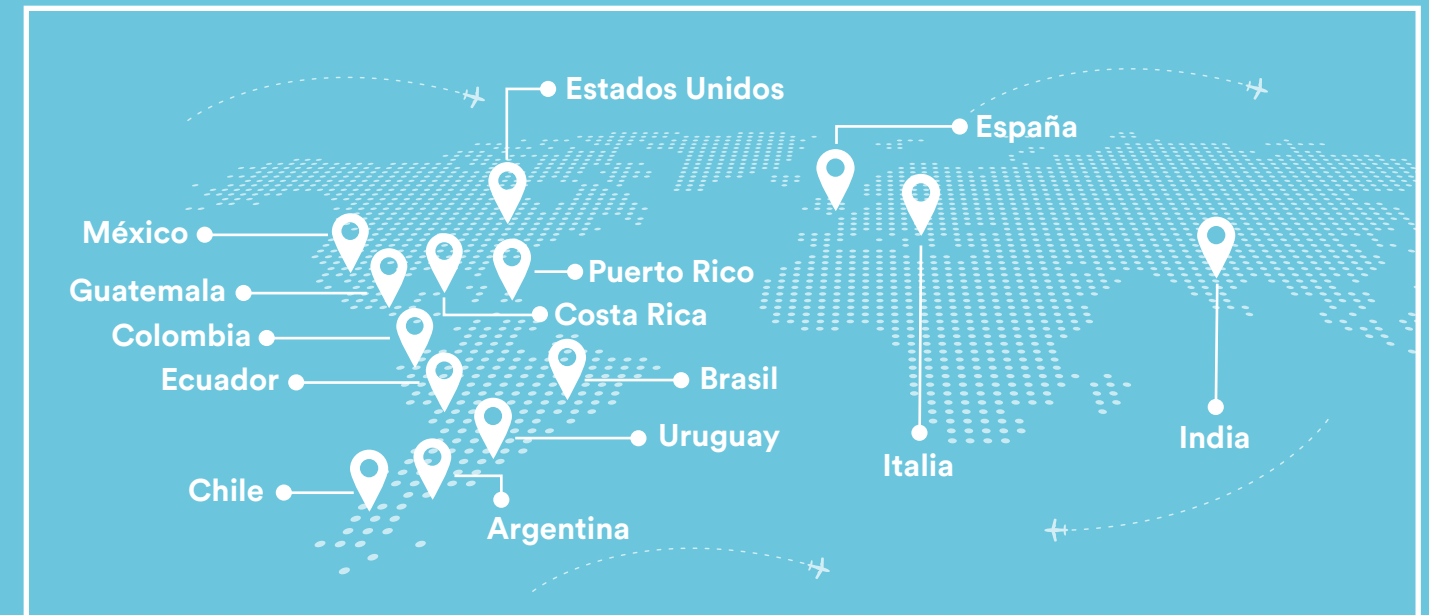 Estados Unidos
España
México
Puerto Rico
Guatemala
Costa Rica
Colombia
Ecuador
Brasil
Uruguay
India
Italia
Chile
Argentina